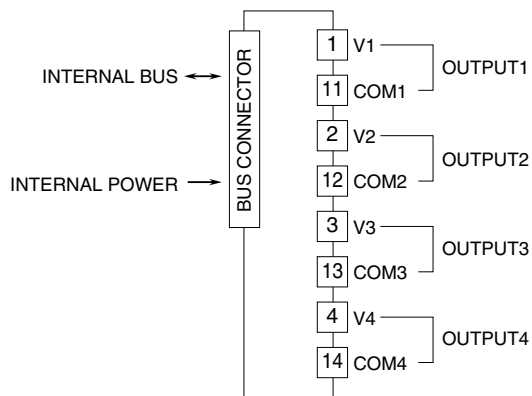 INTERNAL BUS
INTERNAL POWER
BUS CONNECTOR
1 V1
OUTPUT1
11 COM1
2 V2
OUTPUT2
12 COM2
3 V3
OUTPUT3
13 COM3
4 V4
OUTPUT4
14 COM4